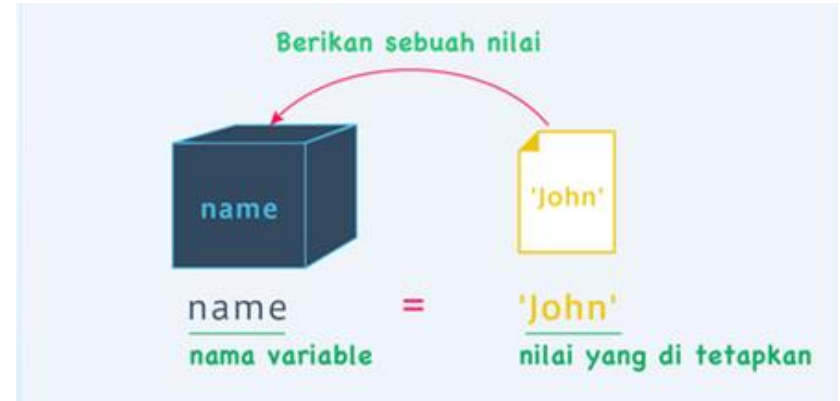 Berikan sebuah nilai
name
'John'
name = 'John'
nama variable
nilai yang di tetapkan